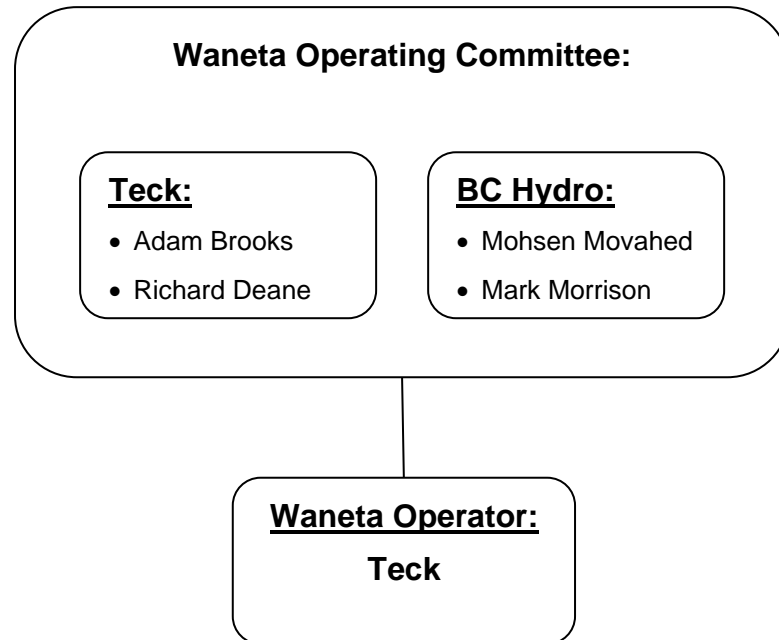 Waneta Operating Committee:
Teck:
• Adam Brooks
• Richard Deane
BC Hydro:
• Mohsen Movahed
• Mark Morrison
Waneta Operator:
Teck